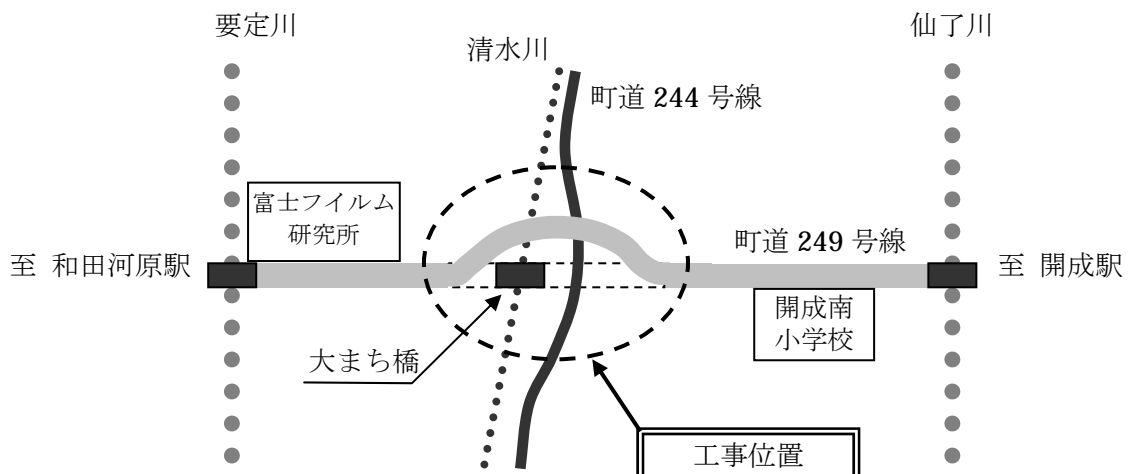 要定川
仙了川
清水川
町道 244 号線
富士フイルム
研究所
町道 249 号線
至 和田河原駅
至 開成駅
開成南
小学校
大まち橋
工事位置